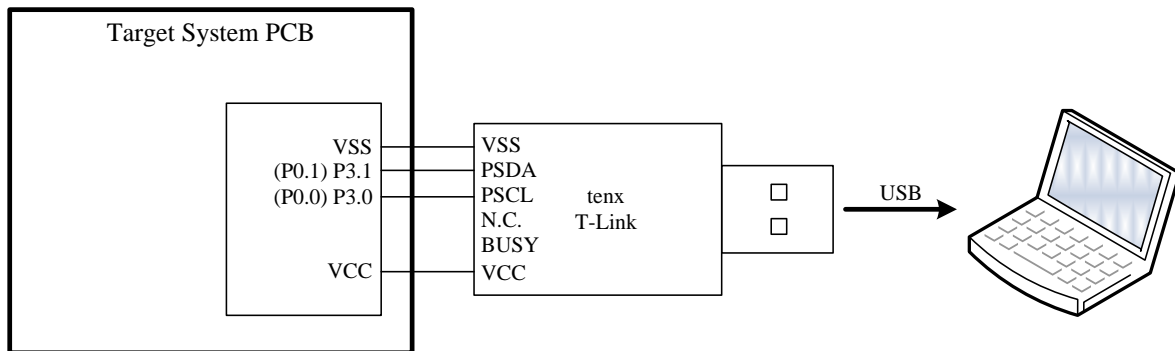 Target System PCB
VSS
(P0.1) P3.1
(P0.0) P3.0
VCC
VSS
PSDA
PSCL
N.C.
BUSY
VCC
tenx
T-Link
USB